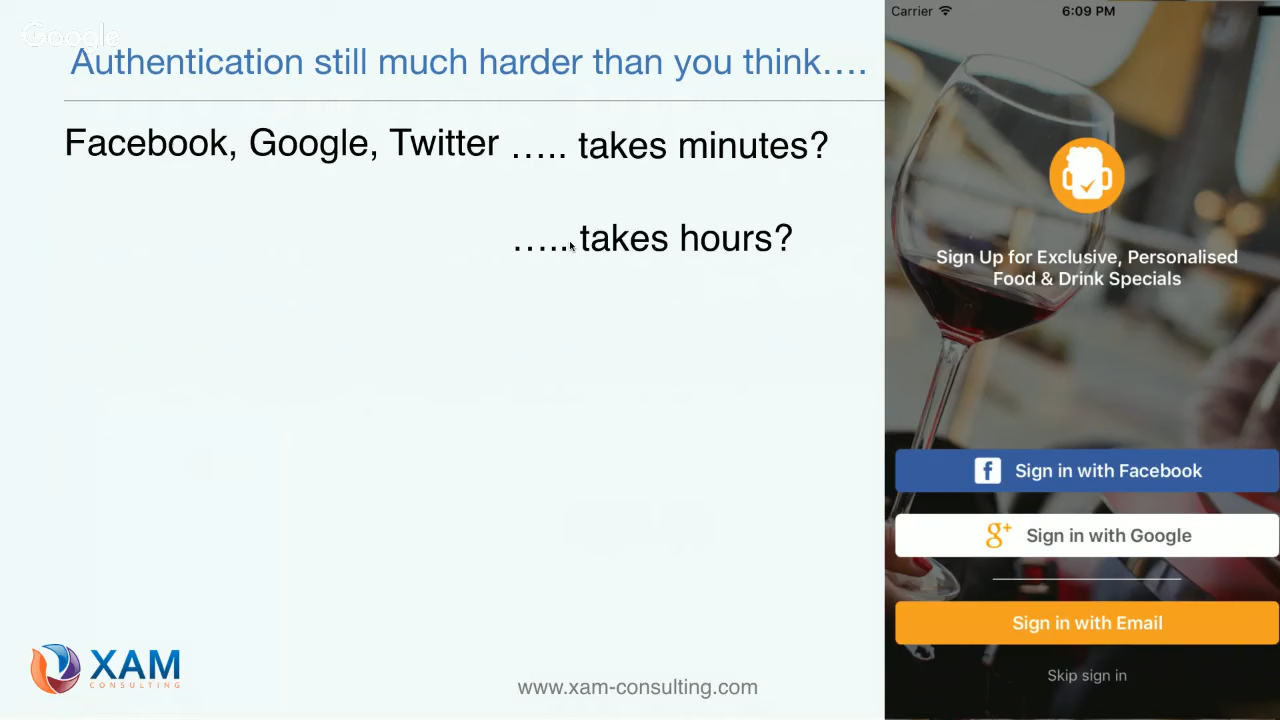 Google
Authentication still much harder than you think....
Facebook, Google, Twitter ..... takes minutes?
..... takes hours?
XAM
CONSULTING
www.xam-consulting.com
Carrier 6:09 PM
Sign Up for Exclusive, Personalised
Food & Drink Specials
f Sign in with Facebook
g+ Sign in with Google
Sign in with Email
Skip sign in